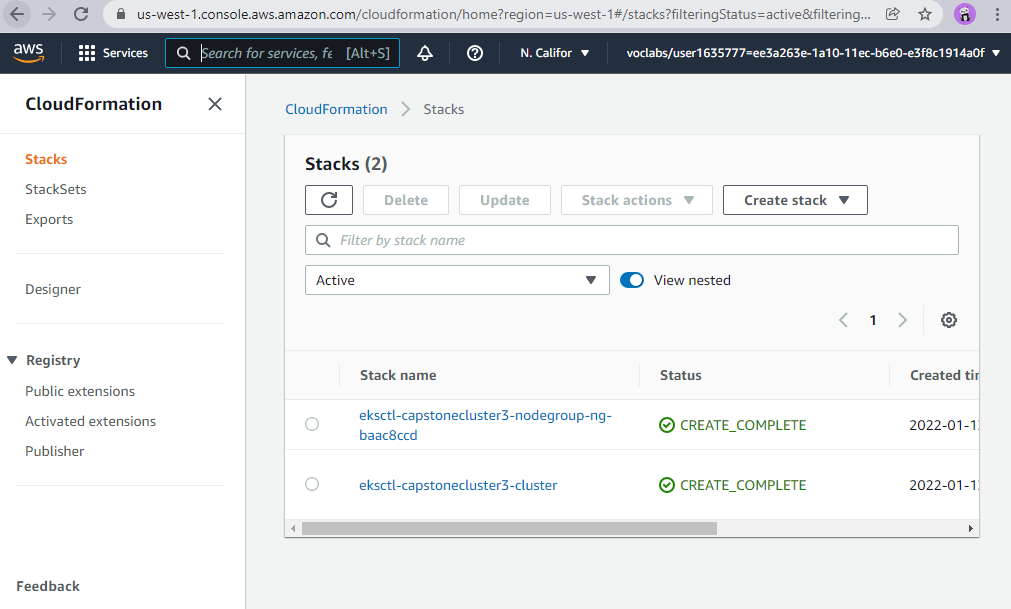 us-west-1.console.aws.amazon.com/cloudformation/home?region=us-west-1#/stacks?filteringStatus=active&filtering...
aws
Services
Search for services, fe [Alt+S]
N. Califor
voclabs/user1635777=ee3a263e-1a10-11ec-b6e0-e3f8c1914a0f
CloudFormation
Stacks
StackSets
Exports
Designer
Registry
Public extensions
Activated extensions
Publisher
Feedback
CloudFormation
Stacks
Stacks (2)
Delete
Update
Stack actions
Create stack
Filter by stack name
Active
View nested
1
Stack name
Status
Created tim
eksctl-capstonecluster3-nodegroup-ng-
baac8ccd
CREATE_COMPLETE
2022-01-1
eksctl-capstonecluster3-cluster
CREATE_COMPLETE
2022-01-1